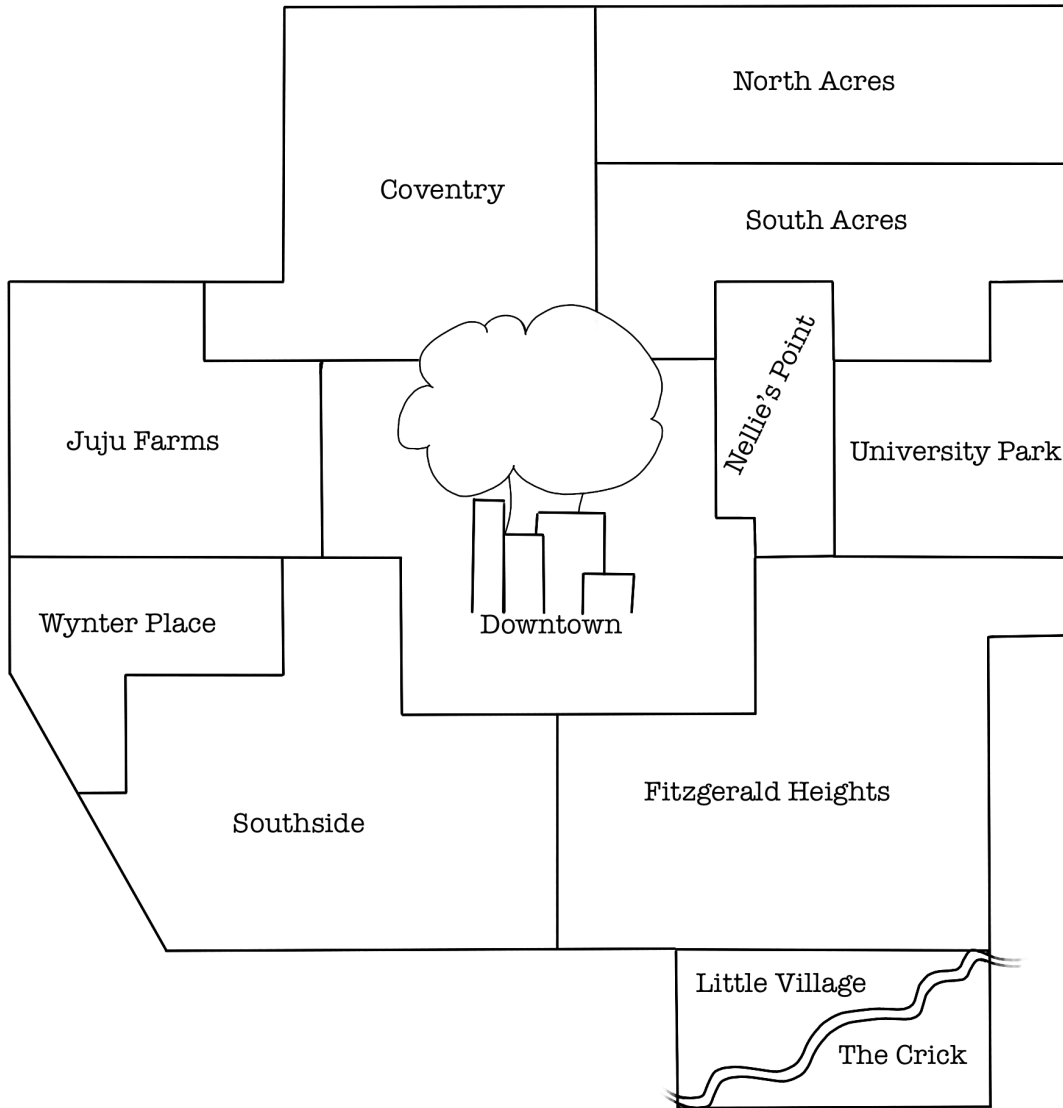 North Acres
Coventry
South Acres
Nellie's Point
Juju Farms
University Park
Wynter Place
Downtown
Fitzgerald Heights
Southside
Little Village
The Crick